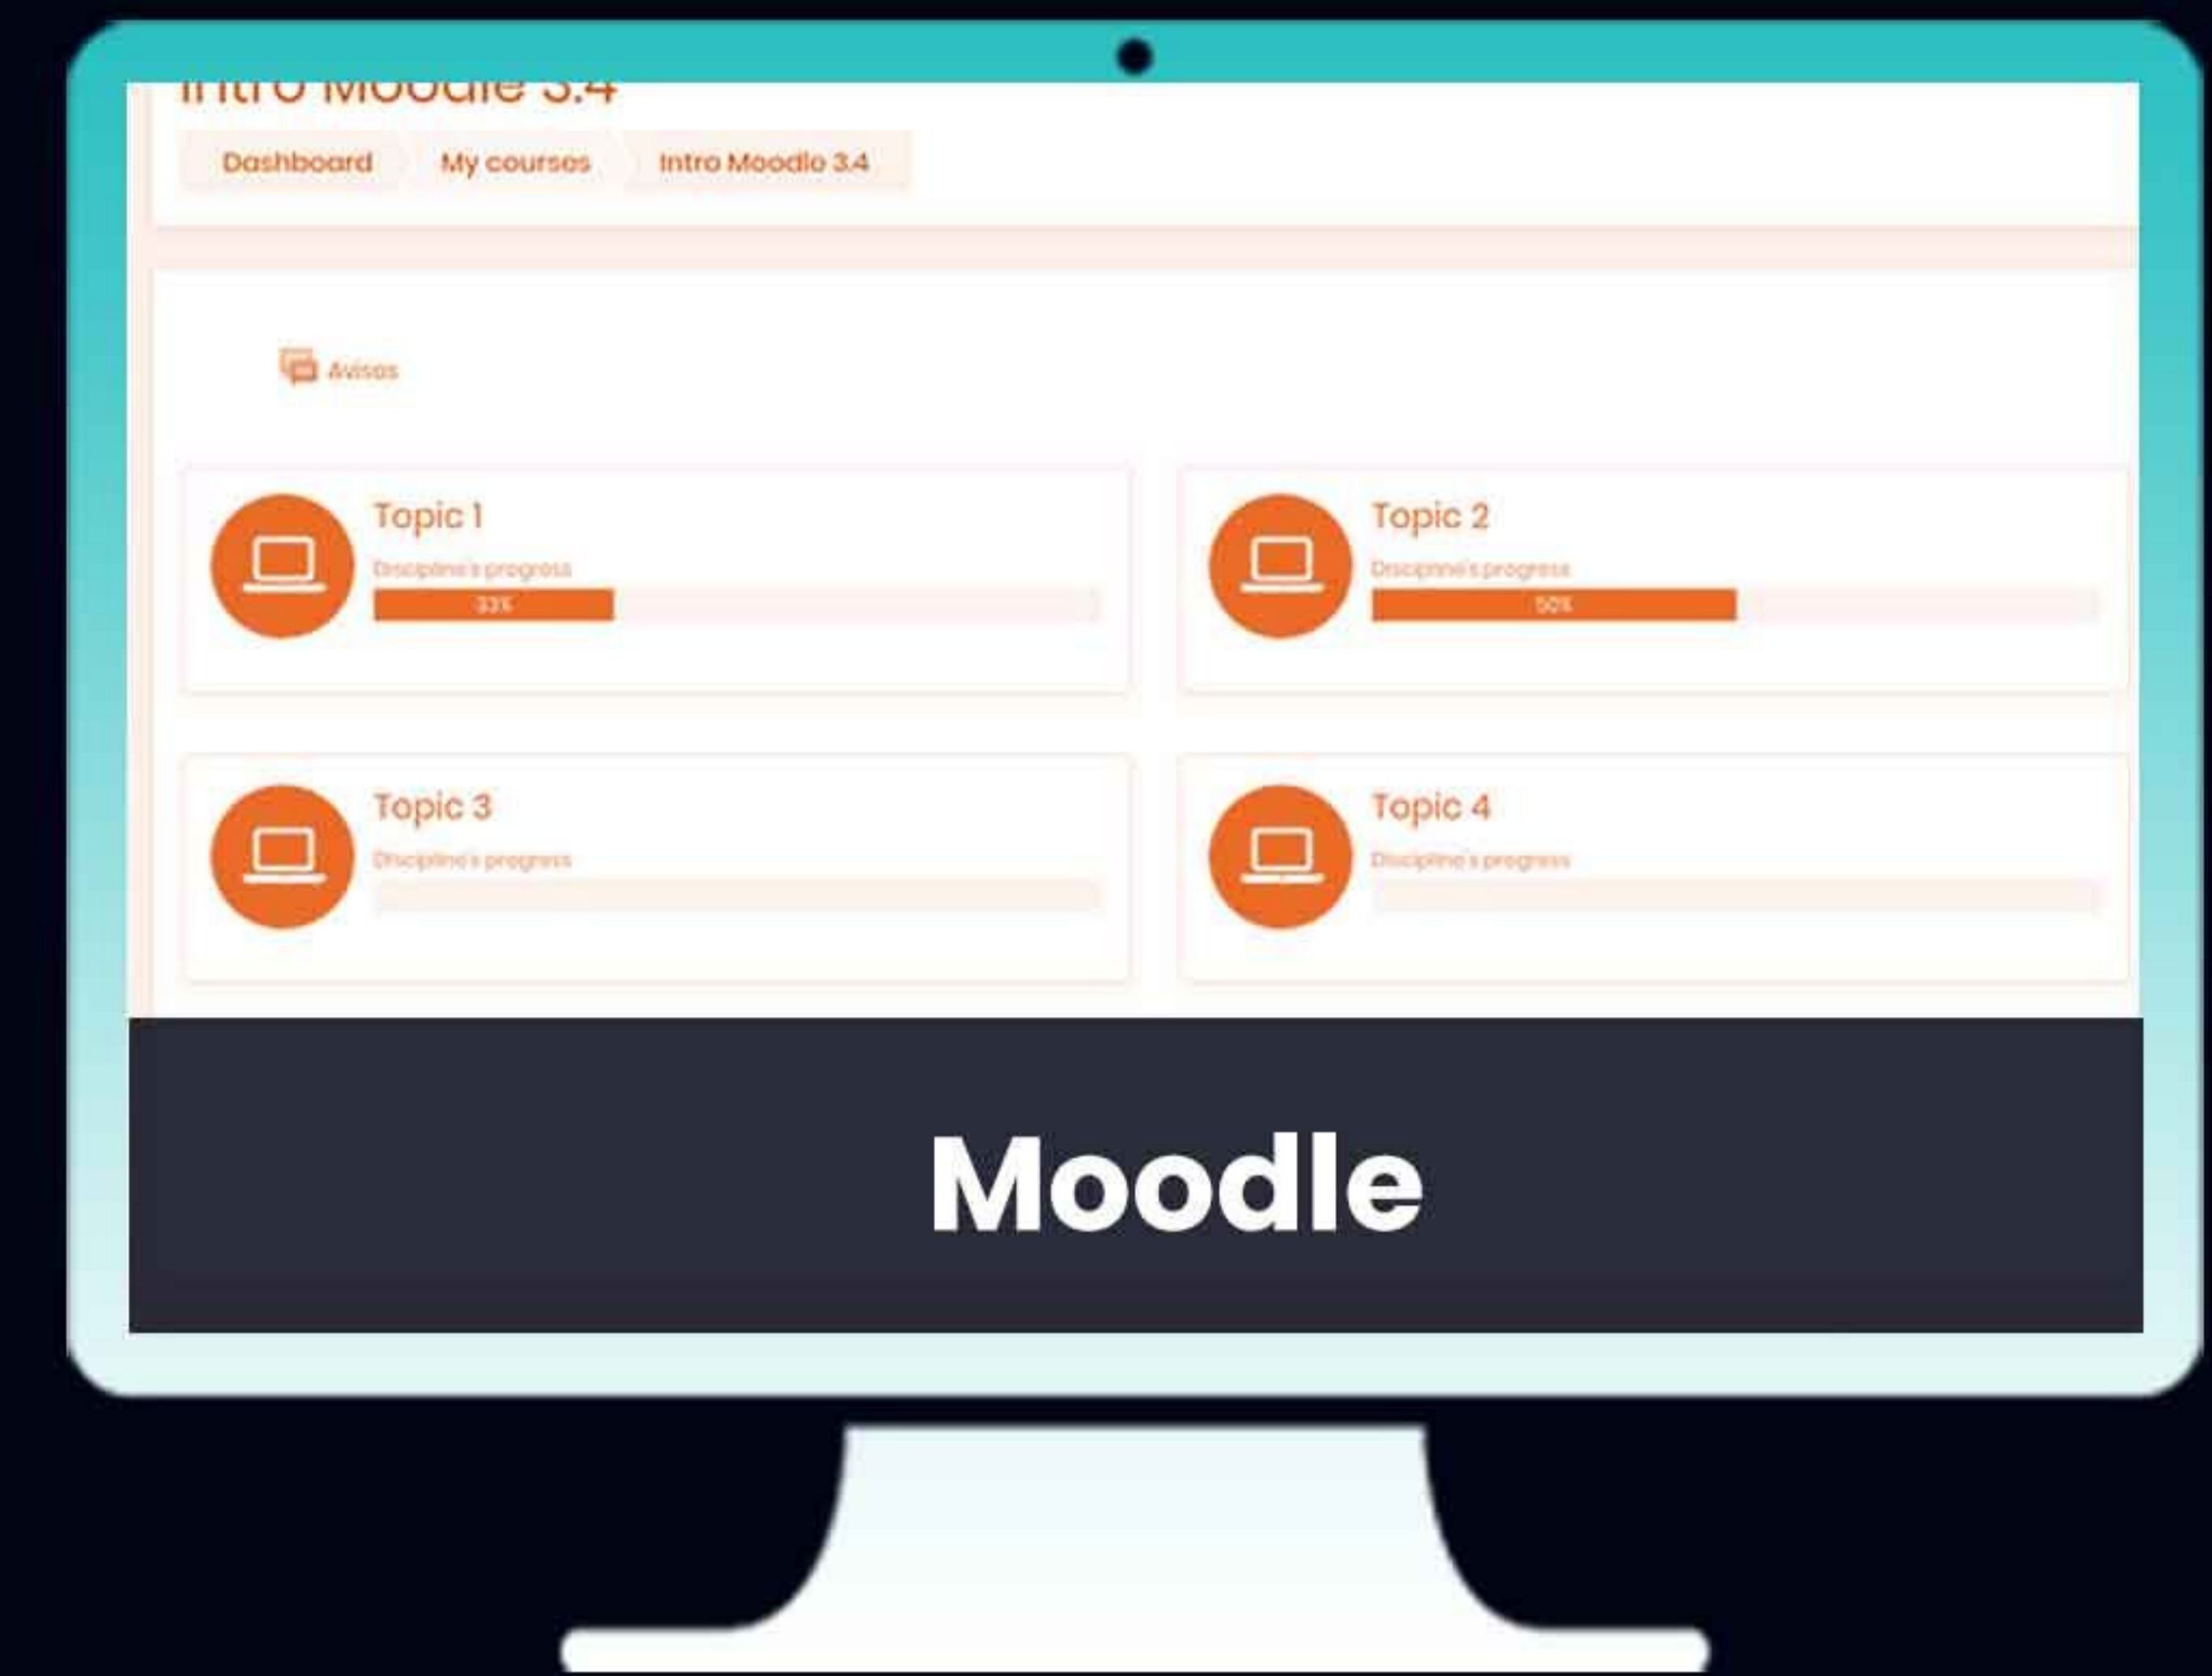 Intro Moodle 3.4
Dashboard My courses Intro Moodle 3.4
Avisos
Topic 1
Discipline's progress
33%
Topic 2
Discipline's progress
50%
Topic 3
Discipline's progress
Topic 4
Discipline's progress
Moodle